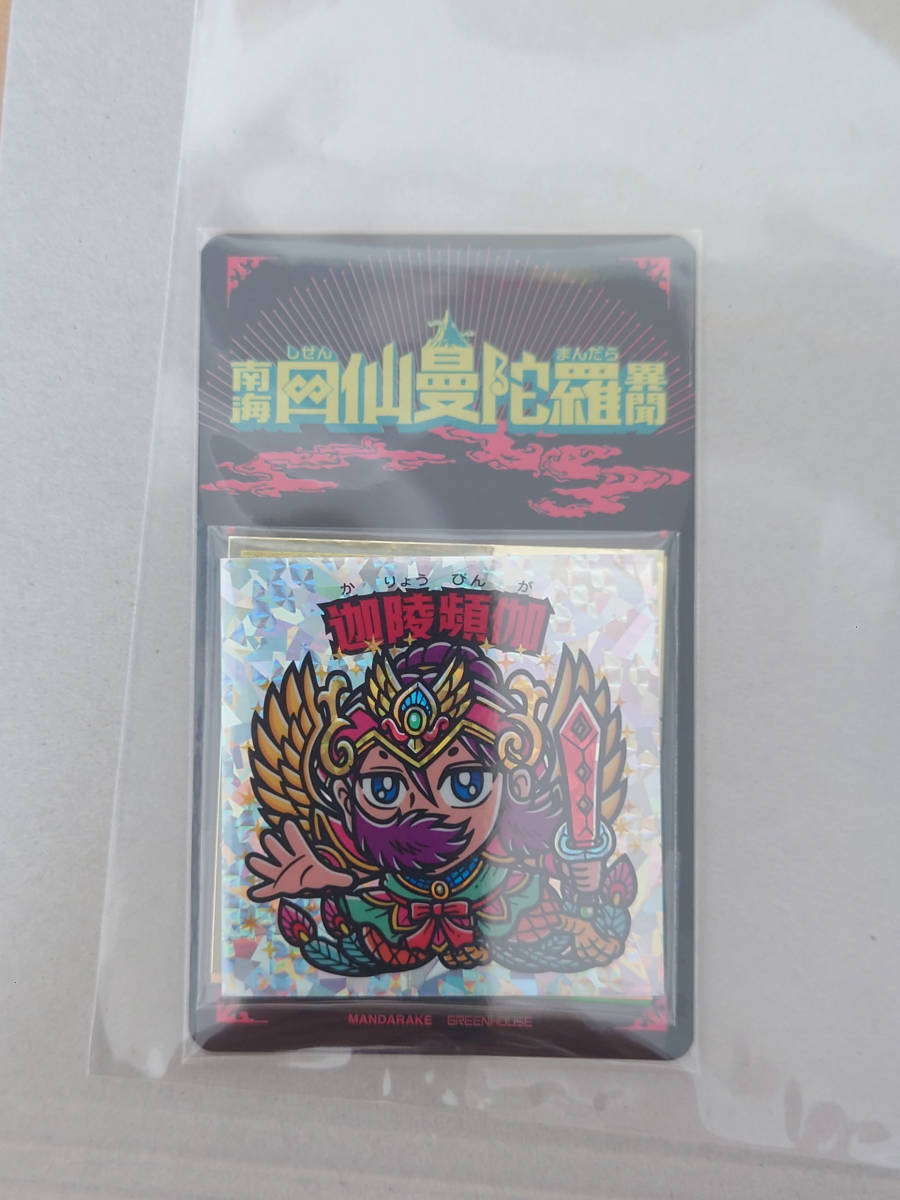 しぜん まんだら
南海 四仙曼陀羅 異聞
か りょう びん が
迦陵頻伽
MANDARAKE GREENHOUSE